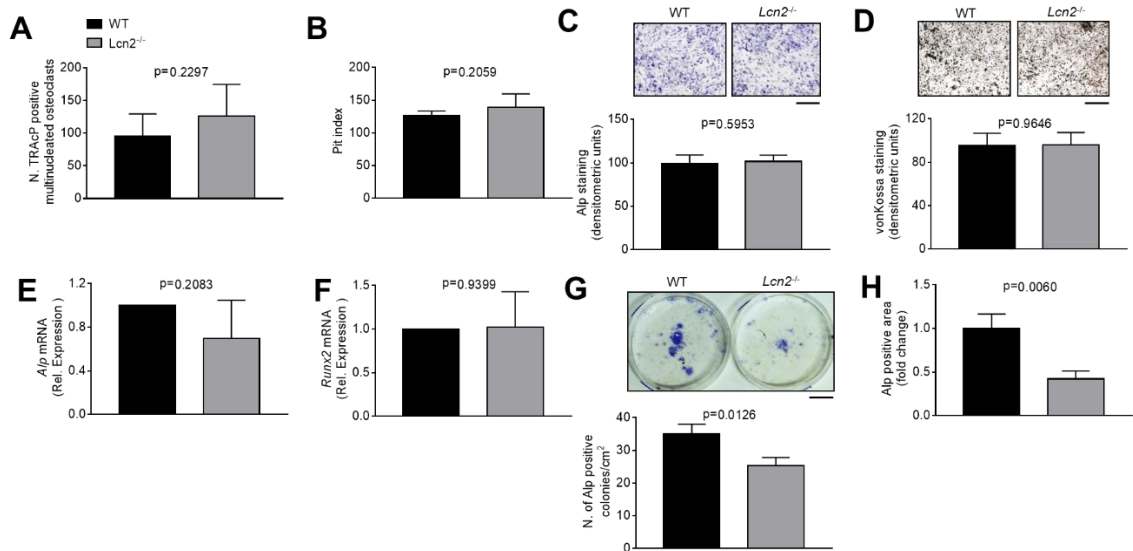 A
WT
Lcn2-/-
p=0.2297
N. TRAcP positive
multinucleated osteoclasts
200
150
100
50
0
B
p=0.2059
Pit index
200
150
100
50
0
C
WT
Lcn2-/-
p=0.5953
Alp staining
(densitometric units)
150
100
50
0
D
WT
Lcn2-/-
p=0.9646
vonKossa staining
(densitometric units)
120
80
40
0
E
p=0.2083
Alp mRNA
(Rel. Expression )
1.2
0.8
0.4
0.0
F
p=0.9399
Runx2 mRNA
(Rel. Expression )
1.5
1.0
0.5
0.0
G
WT
Lcn2-/-
p=0.0126
N. of Alp positive
colonies/cm2
40
30
20
10
0
H
p=0.0060
Alp positive area
(fold change)
1.5
1.0
0.5
0.0